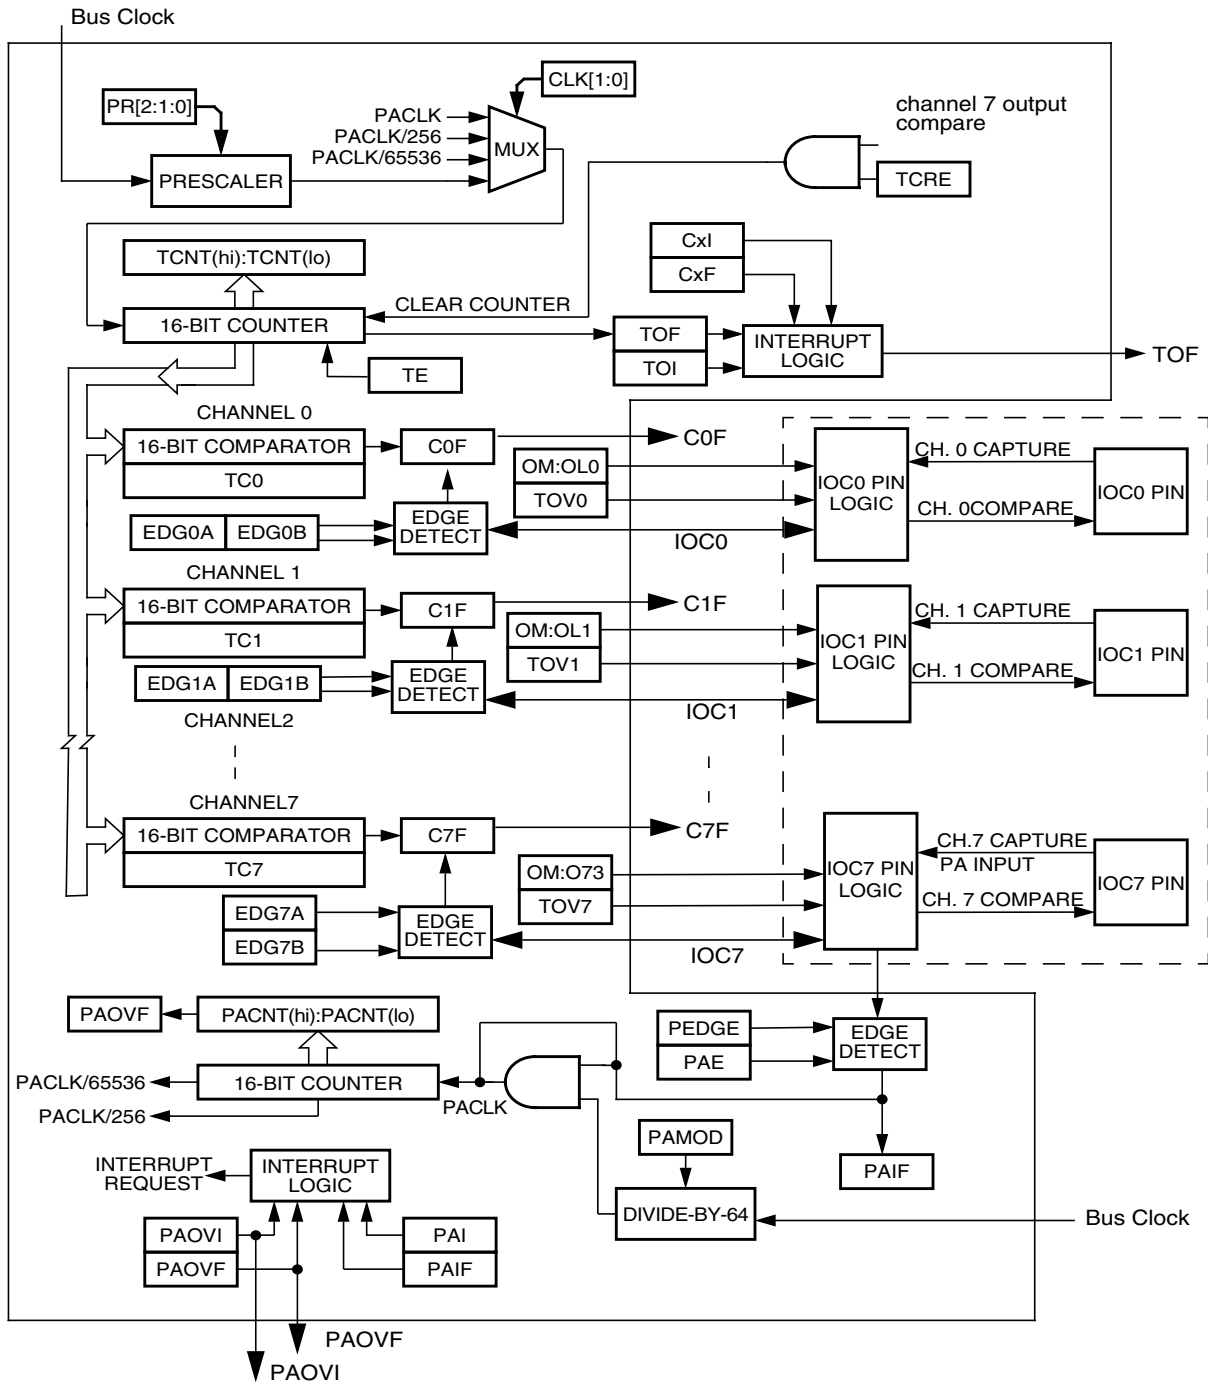 Bus Clock
PR[2:1:0]
CLK[1:0]
PACLK
PACLK/256
PACLK/65536
MUX
PRESCALER
channel 7 output
compare
TCRE
TCNT(hi):TCNT(lo)
CxI
CxF
CLEAR COUNTER
16-BIT COUNTER
TOF
TOI
INTERRUPT
LOGIC
TOF
TE
CHANNEL 0
16-BIT COMPARATOR
TC0
C0F
C0F
OM:OL0
TOV0
EDG0A
EDG0B
EDGE
DETECT
IOC0
IOC0 PIN
LOGIC
CH. 0 CAPTURE
CH. 0COMPARE
IOC0 PIN
CHANNEL 1
16-BIT COMPARATOR
TC1
C1F
C1F
OM:OL1
TOV1
EDG1A
EDG1B
EDGE
DETECT
IOC1
IOC1 PIN
LOGIC
CH. 1 CAPTURE
CH. 1 COMPARE
IOC1 PIN
CHANNEL2
CHANNEL7
16-BIT COMPARATOR
TC7
C7F
C7F
OM:O73
TOV7
EDG7A
EDG7B
EDGE
DETECT
IOC7
IOC7 PIN
LOGIC
CH.7 CAPTURE
PA INPUT
CH. 7 COMPARE
IOC7 PIN
PAOVF
PACNT(hi):PACNT(lo)
PEDGE
PAE
EDGE
DETECT
PACLK/65536
16-BIT COUNTER
PACLK
PACLK/256
PAMOD
PAIF
INTERRUPT
REQUEST
INTERRUPT
LOGIC
DIVIDE-BY-64
Bus Clock
PAOVI
PAOVF
PAI
PAIF
PAOVF
PAOVI